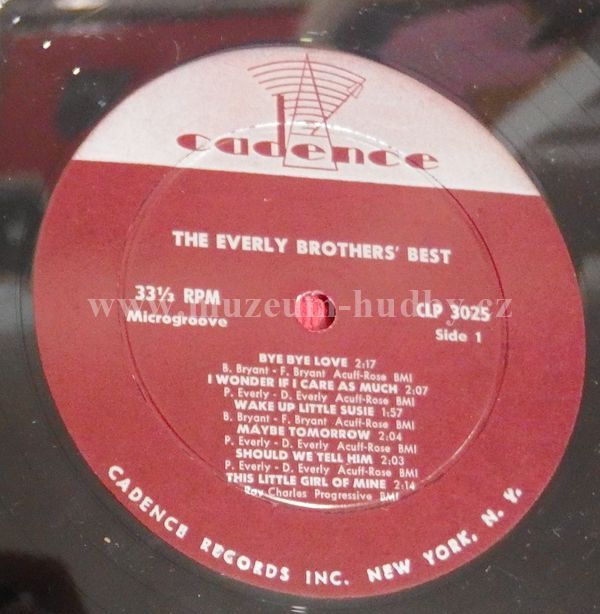 cadence
THE EVERLY BROTHERS' BEST
33⅓ RPM
Microgroove
CLP 3025
Side 1
www.muzeum-hudby.cz
BYE BYE LOVE 2:17
B. Bryant - F. Bryant Acuff-Rose BMI
I WONDER IF I CARE AS MUCH 2:07
P. Everly - D. Everly Acuff-Rose BMI
WAKE UP LITTLE SUSIE 1:57
B. Bryant - F. Bryant Acuff-Rose BMI
MAYBE TOMORROW 2:04
P. Everly - D. Everly Acuff-Rose BMI
SHOULD WE TELL HIM 2:03
P. Everly - D. Everly Acuff-Rose BMI
THIS LITTLE GIRL OF MINE 2:14
Ray Charles Progressive BMI
CADENCE RECORDS INC. NEW YORK, N. Y.